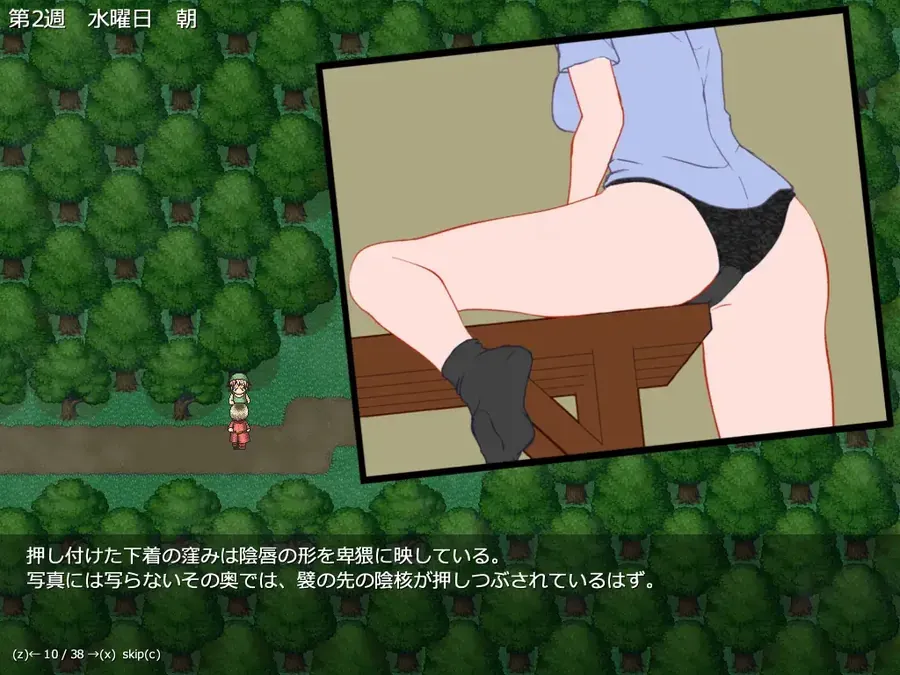 第2週　水曜日　朝
押し付けた下着の窪みは陰唇の形を卑猥に映している。
写真には写らないその奥では、襞の先の陰核が押しつぶされているはず。
(z)← 10 / 38 →(x)  skip(c)